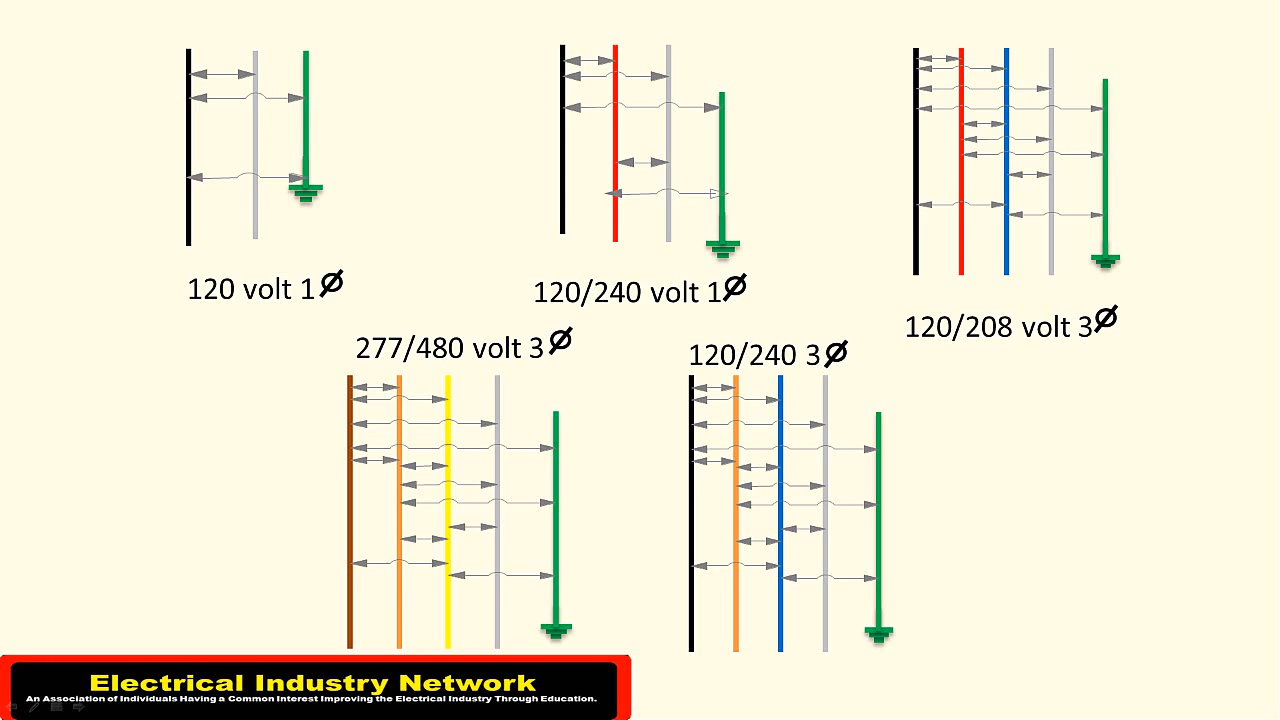 120 volt 1Ø
120/240 volt 1Ø
120/208 volt 3Ø
277/480 volt 3Ø
120/240 3Ø
Electrical Industry Network
An Association of Individuals Having a Common Interest Improving the Electrical Industry Through Education.